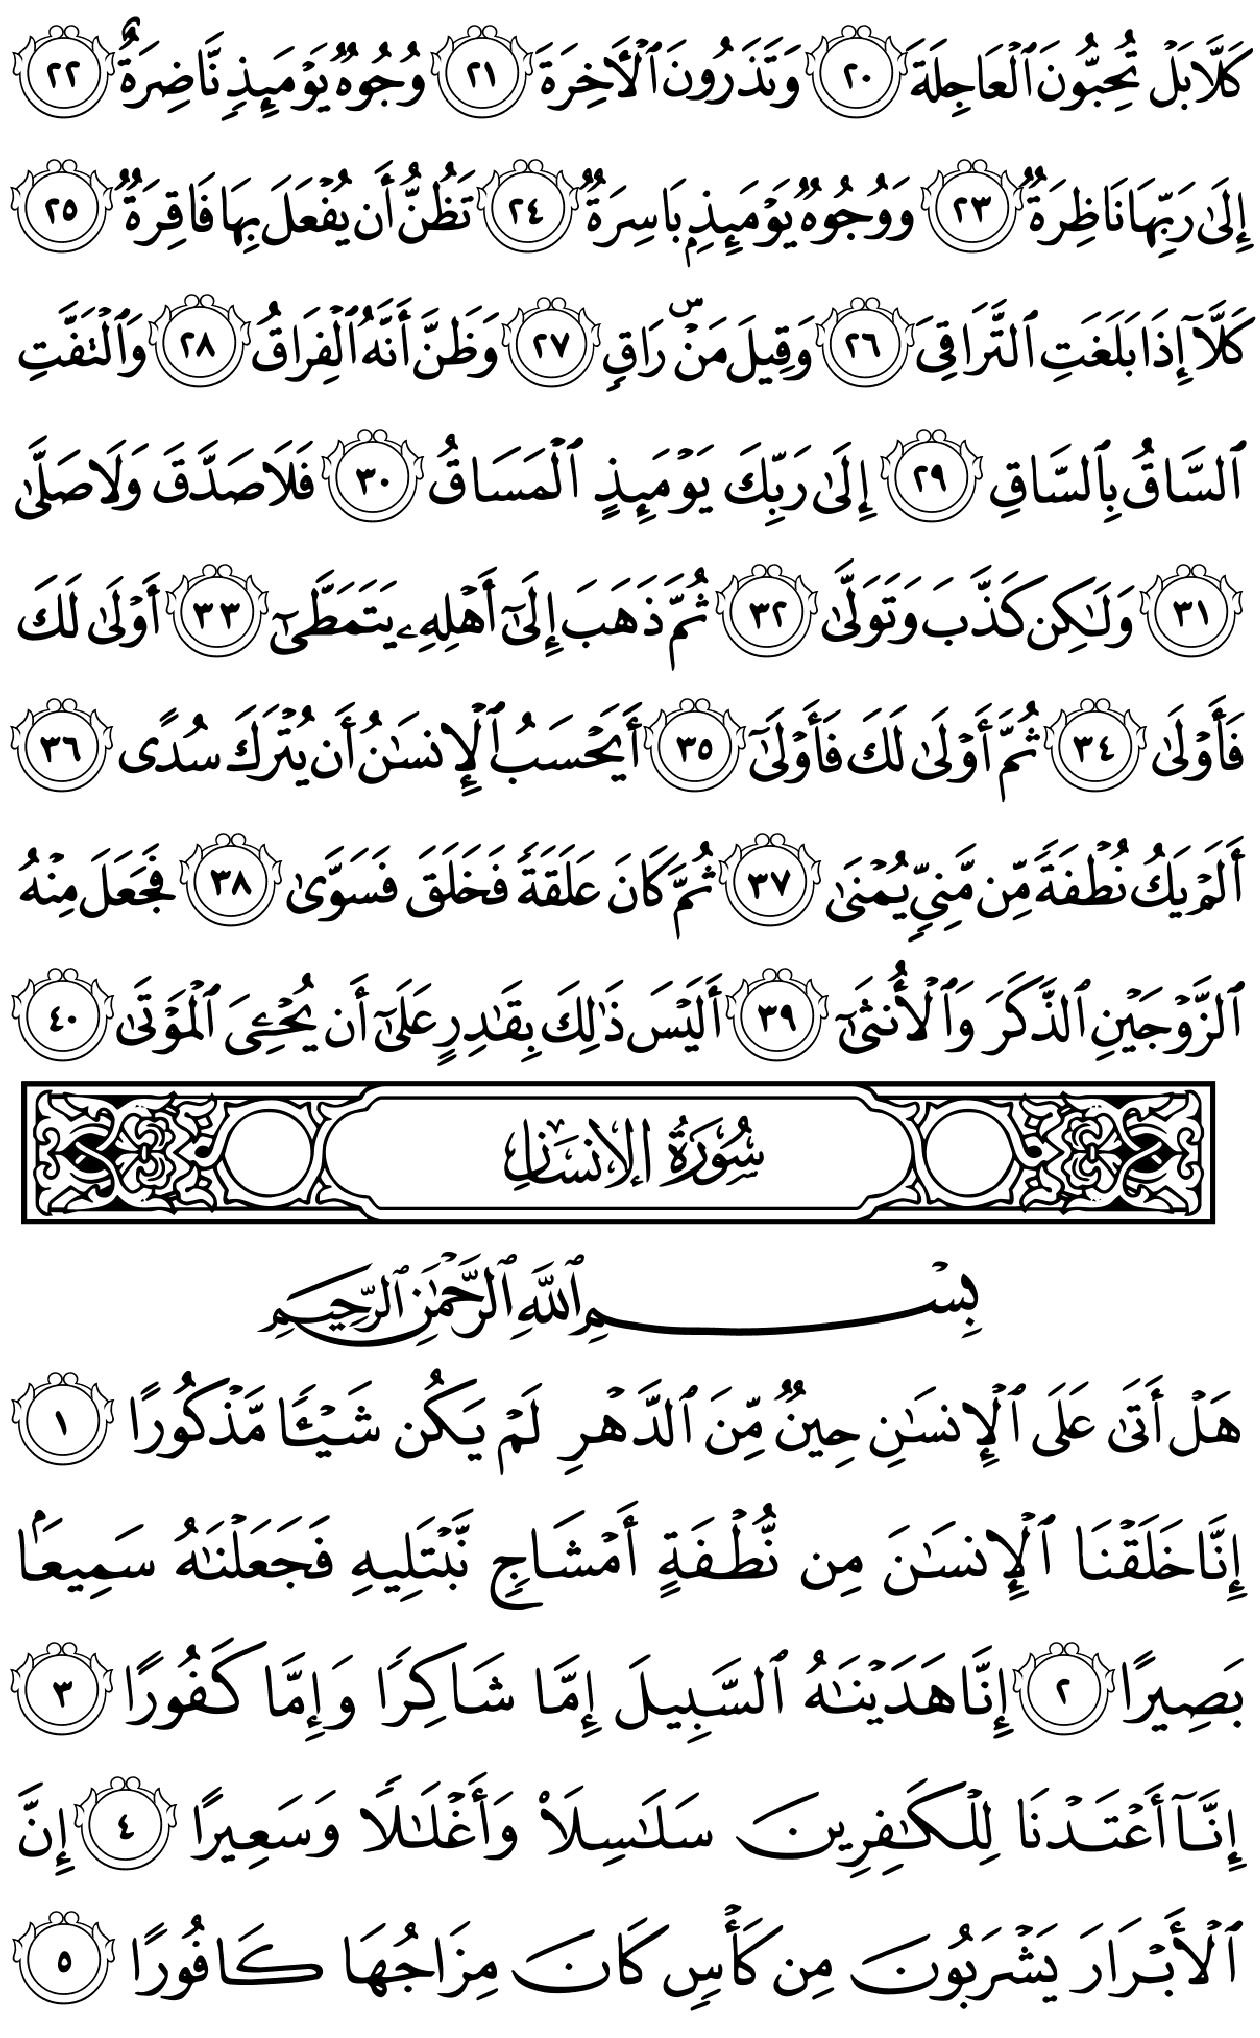 كَلَّا بَلْ تُحِبُّونَ ٱلْعَاجِلَةَ ٢٠ وَتَذَرُونَ ٱلْـَٔاخِرَةَ ٢١ وُجُوهٌ يَوْمَئِذٍ نَّاضِرَةٌ ٢٢
إِلَىٰ رَبِّهَا نَاظِرَةٌ ٢٣ وَوُجُوهٌ يَوْمَئِذٍۭ بَاسِرَةٌ ٢٤ تَظُنُّ أَن يُفْعَلَ بِهَا فَاقِرَةٌ ٢٥
كَلَّآ إِذَا بَلَغَتِ ٱلتَّرَاقِىَ ٢٦ وَقِيلَ مَنْ ۜ رَاقٍ ٢٧ وَظَنَّ أَنَّهُ ٱلْفِرَاقُ ٢٨ وَٱلْتَفَّتِ
ٱلسَّاقُ بِٱلسَّاقِ ٢٩ إِلَىٰ رَبِّكَ يَوْمَئِذٍ ٱلْمَسَاقُ ٣٠ فَلَا صَدَّقَ وَلَا صَلَّىٰ
٣١ وَلَـٰكِن كَذَّبَ وَتَوَلَّىٰ ٣٢ ثُمَّ ذَهَبَ إِلَىٰٓ أَهْلِهِۦ يَتَمَطَّىٰٓ ٣٣ أَوْلَىٰ لَكَ
فَأَوْلَىٰ ٣٤ ثُمَّ أَوْلَىٰ لَكَ فَأَوْلَىٰٓ ٣٥ أَيَحْسَبُ ٱلْإِنسَـٰنُ أَن يُتْرَكَ سُدًى ٣٦
أَلَمْ يَكُ نُطْفَةً مِّن مَّنِىٍّ يُمْنَىٰ ٣٧ ثُمَّ كَانَ عَلَقَةً فَخَلَقَ فَسَوَّىٰ ٣٨ فَجَعَلَ مِنْهُ
ٱلزَّوْجَيْنِ ٱلذَّكَرَ وَٱلْأُنثَىٰٓ ٣٩ أَلَيْسَ ذَٰلِكَ بِقَـٰدِرٍ عَلَىٰٓ أَن يُحْـِۧىَ ٱلْمَوْتَىٰ ٤٠
سُورَةُ الإِنسَانِ
بِسْمِ ٱللَّهِ ٱلرَّحْمَـٰنِ ٱلرَّحِيمِ
هَلْ أَتَىٰ عَلَى ٱلْإِنسَـٰنِ حِينٌ مِّنَ ٱلدَّهْرِ لَمْ يَكُن شَيْـًٔا مَّذْكُورًا ١
إِنَّا خَلَقْنَا ٱلْإِنسَـٰنَ مِن نُّطْفَةٍ أَمْشَاجٍ نَّبْتَلِيهِ فَجَعَلْنَـٰهُ سَمِيعًۢا
بَصِيرًا ٢ إِنَّا هَدَيْنَـٰهُ ٱلسَّبِيلَ إِمَّا شَاكِرًا وَإِمَّا كَفُورًا ٣
إِنَّآ أَعْتَدْنَا لِلْكَـٰفِرِينَ سَلَـٰسِلَا۟ وَأَغْلَـٰلًا وَسَعِيرًا ٤ إِنَّ
ٱلْأَبْرَارَ يَشْرَبُونَ مِن كَأْسٍ كَانَ مِزَاجُهَا كَافُورًا ٥